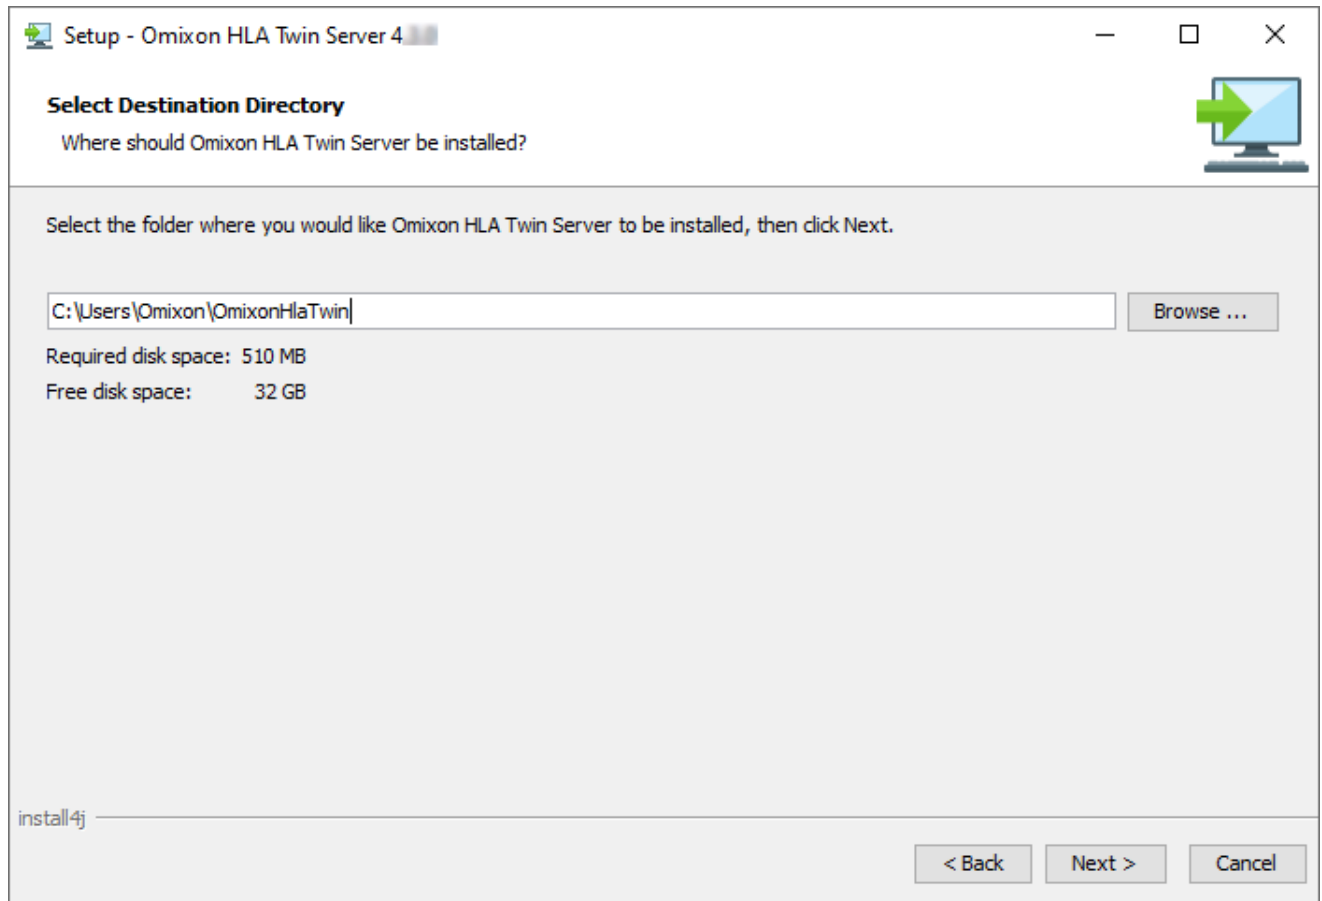 Setup - Omixon HLA Twin Server 4
Select Destination Directory
Where should Omixon HLA Twin Server be installed?
Select the folder where you would like Omixon HLA Twin Server to be installed, then click Next.
C:\Users\Omixon\OmixonHlaTwin
Browse ...
Required disk space: 510 MB
Free disk space: 32 GB
install4j
< Back
Next >
Cancel